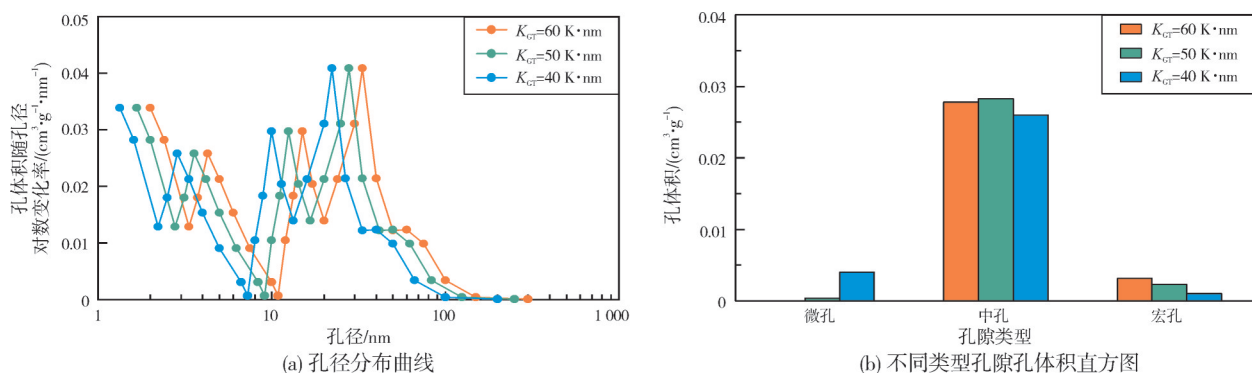 0.05
0.04
0.03
0.02
0.01
0
孔体积随孔径
对数变化率/(cm³·g⁻¹·nm⁻¹)
K_GT=60 K·nm
K_GT=50 K·nm
K_GT=40 K·nm
1 10 100 1 000
孔径/nm
(a) 孔径分布曲线
0.04
0.03
0.02
0.01
0
孔体积/(cm³·g⁻¹)
K_GT=60 K·nm
K_GT=50 K·nm
K_GT=40 K·nm
微孔 中孔 宏孔
孔隙类型
(b) 不同类型孔隙孔体积直方图